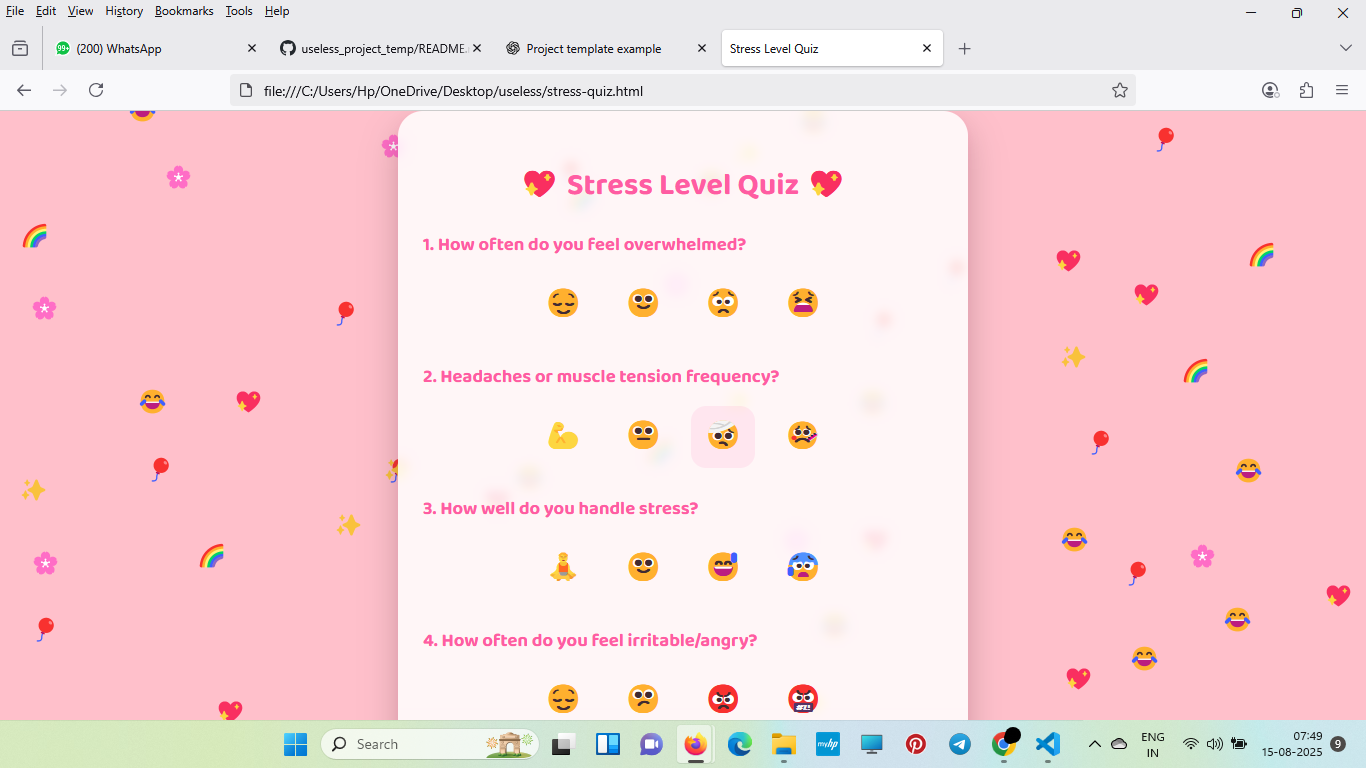 File Edit View History Bookmarks Tools Help
(200) WhatsApp
useless_project_temp/README.
Project template example
Stress Level Quiz
file:///C:/Users/Hp/OneDrive/Desktop/useless/stress-quiz.html
💖 Stress Level Quiz 💖
1. How often do you feel overwhelmed?
2. Headaches or muscle tension frequency?
3. How well do you handle stress?
4. How often do you feel irritable/angry?
Search
myhp
ENG
IN
07:49
15-08-2025
9